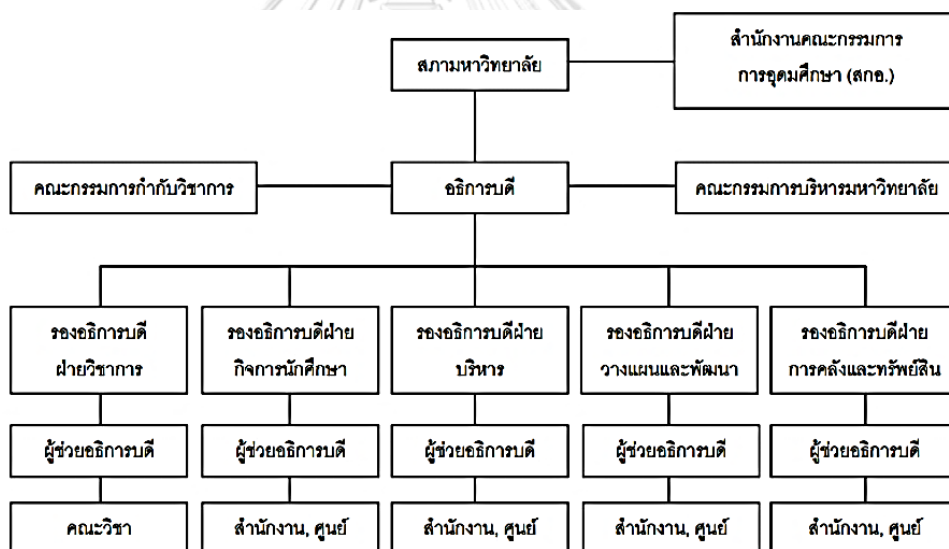 สภามหาวิทยาลัย
สำนักงานคณะกรรมการ
การอุดมศึกษา (สกอ.)
คณะกรรมการกำกับวิชาการ
อธิการบดี
คณะกรรมการบริหารมหาวิทยาลัย
รองอธิการบดี
ฝ่ายวิชาการ
รองอธิการบดีฝ่าย
กิจการนักศึกษา
รองอธิการบดีฝ่าย
บริหาร
รองอธิการบดีฝ่าย
วางแผนและพัฒนา
รองอธิการบดีฝ่าย
การคลังและทรัพย์สิน
ผู้ช่วยอธิการบดี
ผู้ช่วยอธิการบดี
ผู้ช่วยอธิการบดี
ผู้ช่วยอธิการบดี
ผู้ช่วยอธิการบดี
คณะวิชา
สำนักงาน, ศูนย์
สำนักงาน, ศูนย์
สำนักงาน, ศูนย์
สำนักงาน, ศูนย์